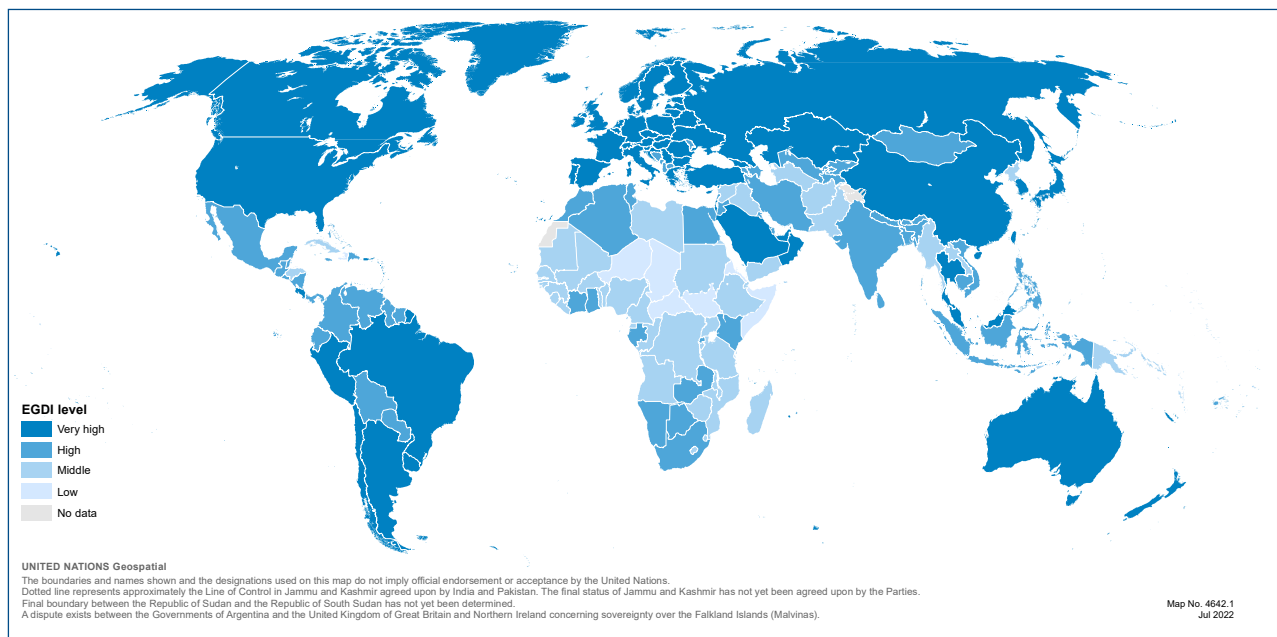 EGDI level
Very high
High
Middle
Low
No data
UNITED NATIONS Geospatial
The boundaries and names shown and the designations used on this map do not imply official endorsement or acceptance by the United Nations.
Dotted line represents approximately the Line of Control in Jammu and Kashmir agreed upon by India and Pakistan. The final status of Jammu and Kashmir has not yet been agreed upon by the Parties.
Final boundary between the Republic of Sudan and the Republic of South Sudan has not yet been determined.
A dispute exists between the Governments of Argentina and the United Kingdom of Great Britain and Northern Ireland concerning sovereignty over the Falkland Islands (Malvinas).
Map No. 4642.1
Jul 2022